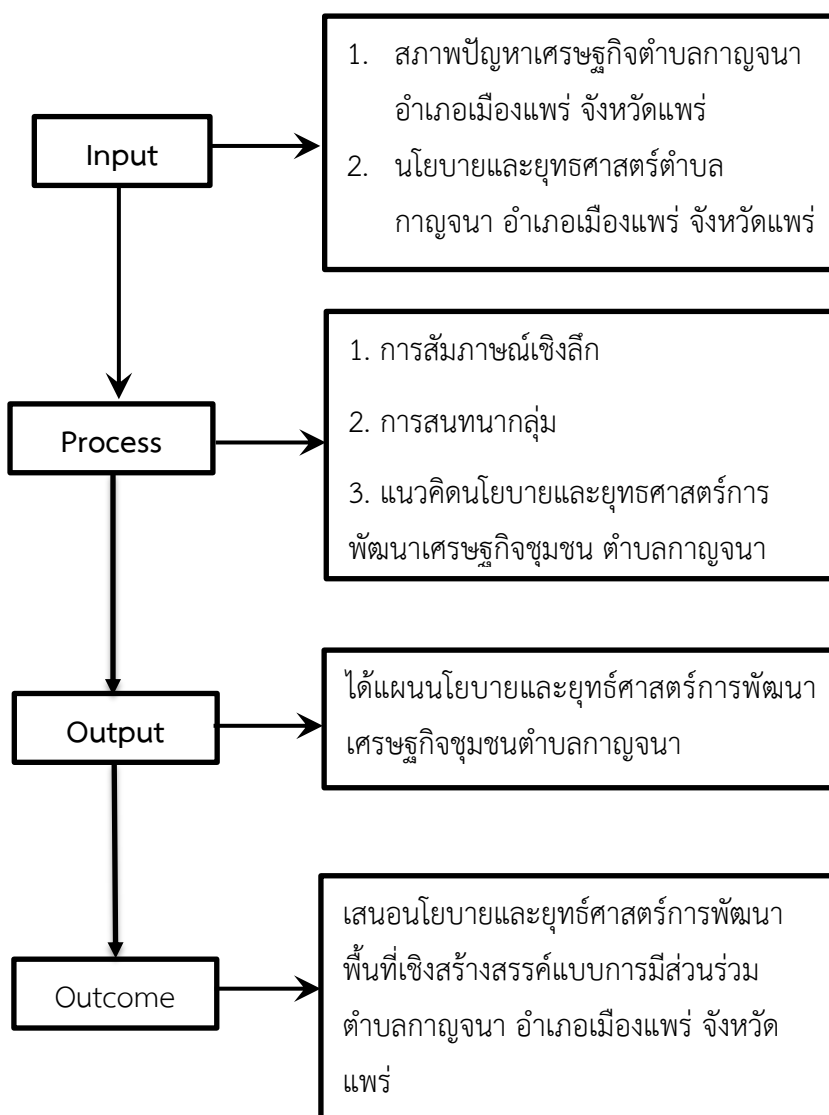 Input
1. สภาพปัญหาเศรษฐกิจตำบลกาญจนา
อำเภอเมืองแพร่ จังหวัดแพร่
2. นโยบายและยุทธศาสตร์ตำบล
กาญจนา อำเภอเมืองแพร่ จังหวัดแพร่
Process
1. การสัมภาษณ์เชิงลึก
2. การสนทนากลุ่ม
3. แนวคิดนโยบายและยุทธศาสตร์การ
พัฒนาเศรษฐกิจชุมชน ตำบลกาญจนา
Output
ได้แผนนโยบายและยุทธ์ศาสตร์การพัฒนา
เศรษฐกิจชุมชนตำบลกาญจนา
Outcome
เสนอนโยบายและยุทธ์ศาสตร์การพัฒนา
พื้นที่เชิงสร้างสรรค์แบบการมีส่วนร่วม
ตำบลกาญจนา อำเภอเมืองแพร่ จังหวัด
แพร่